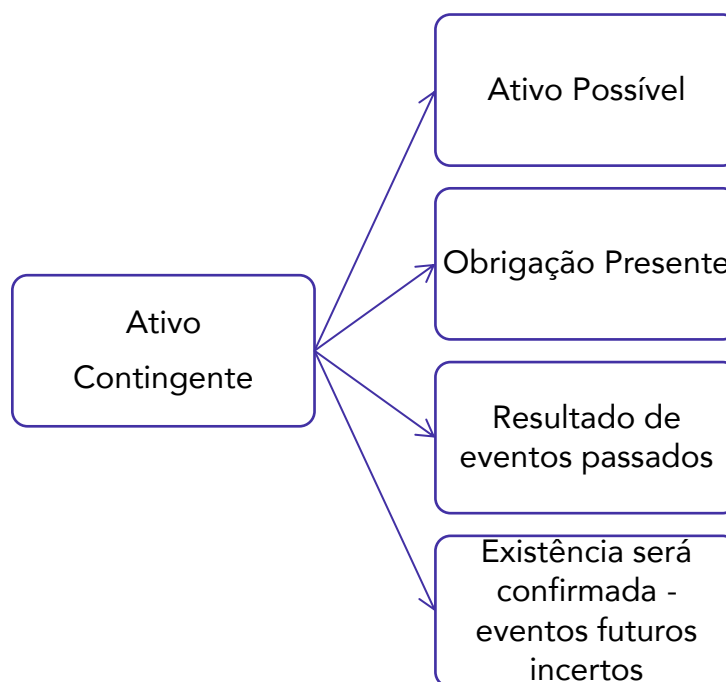 Ativo
Contingente
Ativo Possível
Obrigação Presente
Resultado de
eventos passados
Existência será
confirmada -
eventos futuros
incertos